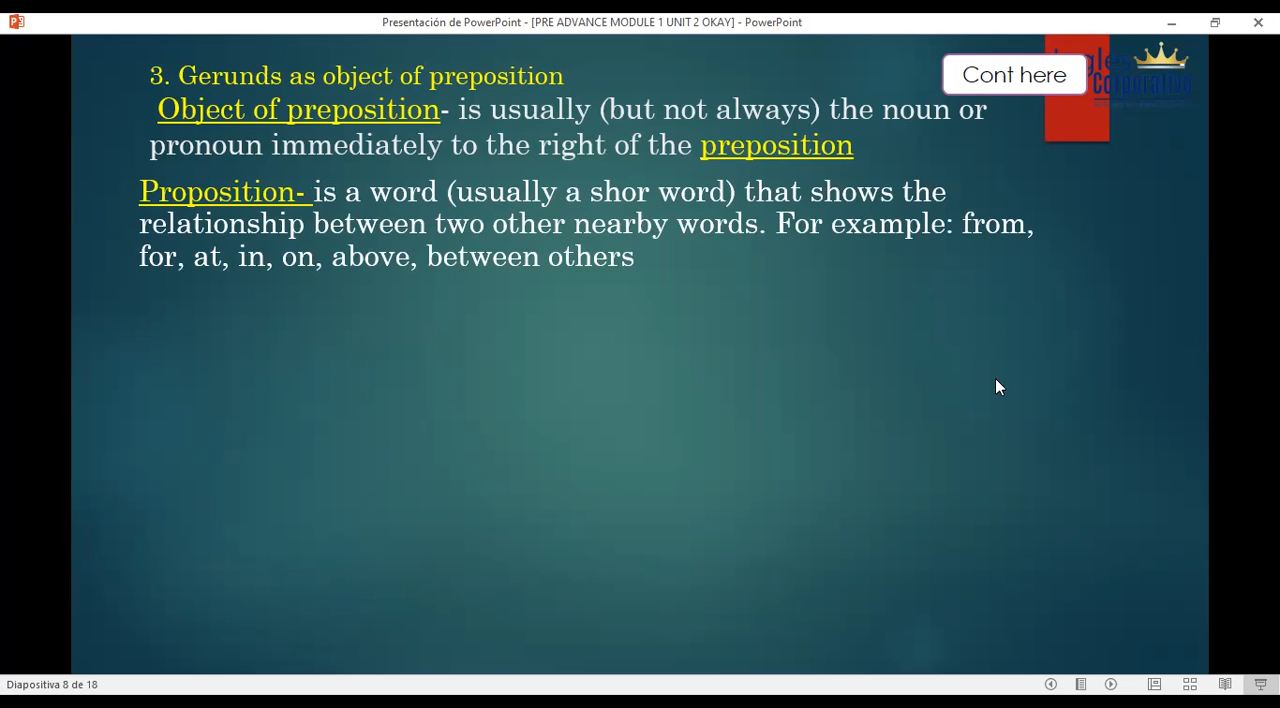 Presentación de PowerPoint - [PRE ADVANCE MODULE 1 UNIT 2 OKAY] - PowerPoint
3. Gerunds as object of preposition
Cont here
Object of preposition- is usually (but not always) the noun or
pronoun immediately to the right of the preposition
Proposition- is a word (usually a shor word) that shows the
relationship between two other nearby words. For example: from,
for, at, in, on, above, between others
Corporativo
Diapositiva 8 de 18